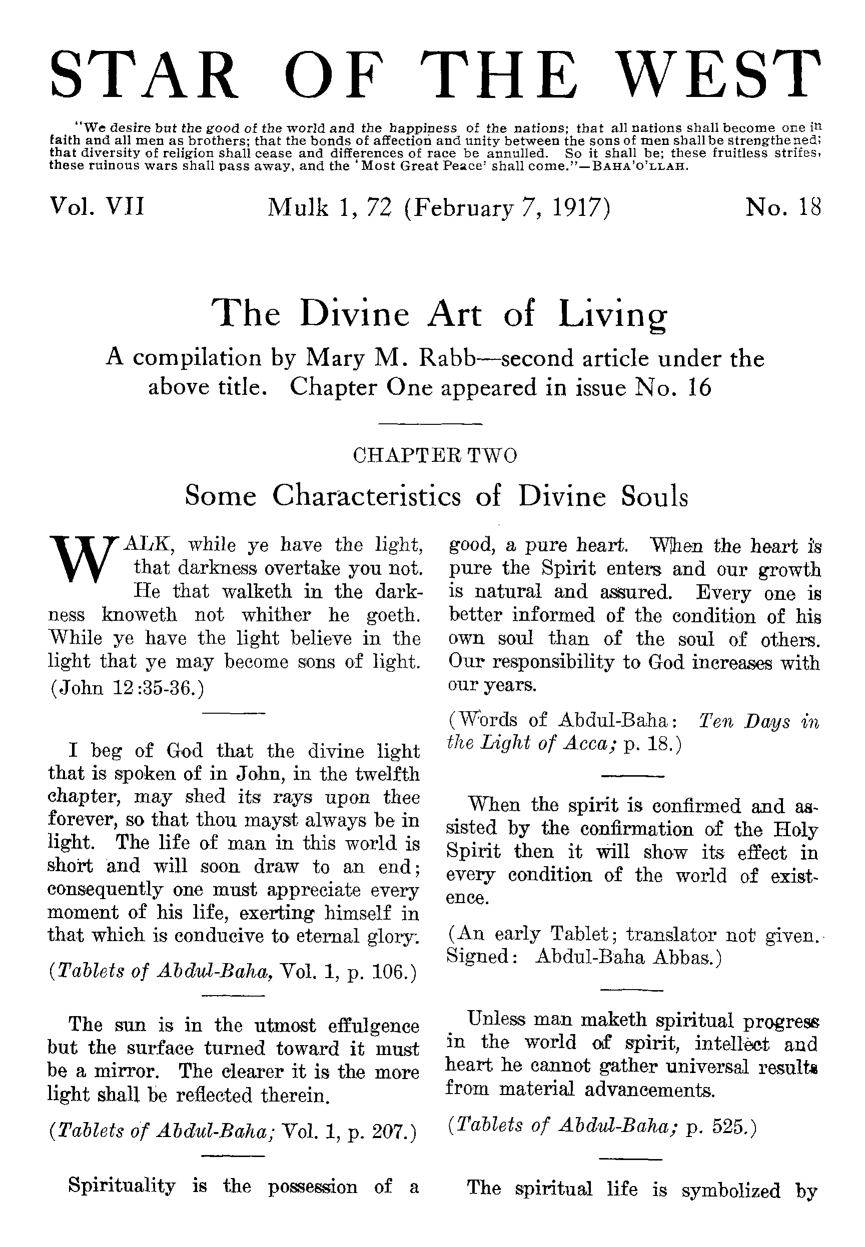 STAR OF THE WEST
"We desire but the good of the world and the happiness of the nations; that all nations shall become one in
faith and all men as brothers; that the bonds of affection and unity between the sons of men shall be strengthened;
that diversity of religion shall cease and differences of race be annulled. So it shall be; these fruitless strifes,
these ruinous wars shall pass away, and the 'Most Great Peace' shall come."—BAHA'O'LLAH.
Vol. VII Mulk 1, 72 (February 7, 1917) No. 18
The Divine Art of Living
A compilation by Mary M. Rabb—second article under the
above title. Chapter One appeared in issue No. 16
CHAPTER TWO
Some Characteristics of Divine Souls
WALK, while ye have the light,
that darkness overtake you not.
He that walketh in the dark-
ness knoweth not whither he goeth.
While ye have the light believe in the
light that ye may become sons of light.
(John 12:35-36.)
I beg of God that the divine light
that is spoken of in John, in the twelfth
chapter, may shed its rays upon thee
forever, so that thou mayst always be in
light. The life of man in this world is
short and will soon draw to an end;
consequently one must appreciate every
moment of his life, exerting himself in
that which is conducive to eternal glory.
(Tablets of Abdul-Baha, Vol. 1, p. 106.)
The sun is in the utmost effulgence
but the surface turned toward it must
be a mirror. The clearer it is the more
light shall be reflected therein.
(Tablets of Abdul-Baha; Vol. 1, p. 207.)
Spirituality is the possession of a
good, a pure heart. When the heart is
pure the Spirit enters and our growth
is natural and assured. Every one is
better informed of the condition of his
own soul than of the soul of others.
Our responsibility to God increases with
our years.
(Words of Abdul-Baha: Ten Days in
the Light of Acca; p. 18.)
When the spirit is confirmed and as-
sisted by the confirmation of the Holy
Spirit then it will show its effect in
every condition of the world of exist-
ence.
(An early Tablet; translator not given.
Signed: Abdul-Baha Abbas.)
Unless man maketh spiritual progress
in the world of spirit, intellect and
heart he cannot gather universal results
from material advancements.
(Tablets of Abdul-Baha; p. 525.)
The spiritual life is symbolized by